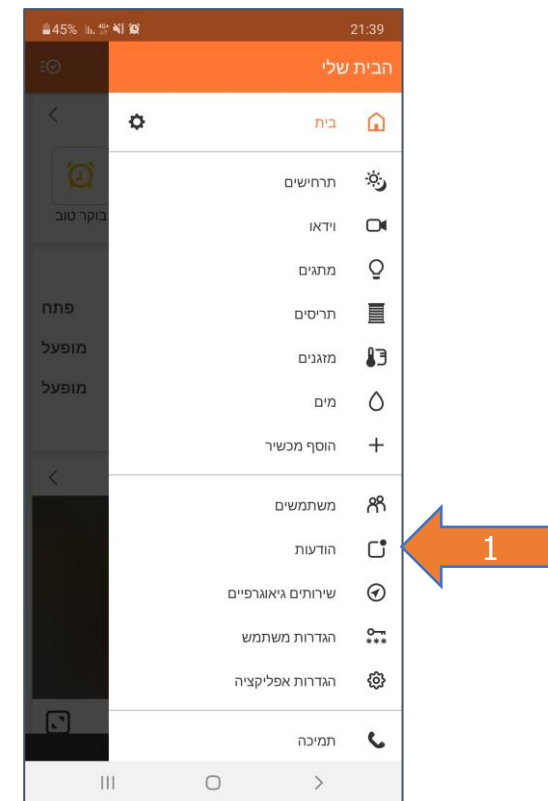 45% 4G+ 21:39
הבית שלי
בית
תרחישים
וידאו
מתגים
תריסים
מזגנים
מים
הוסף מכשיר
משתמשים
הודעות
שירותים גיאוגרפיים
הגדרות משתמש
הגדרות אפליקציה
תמיכה
בוקר טוב
פתח
מופעל
מופעל
1